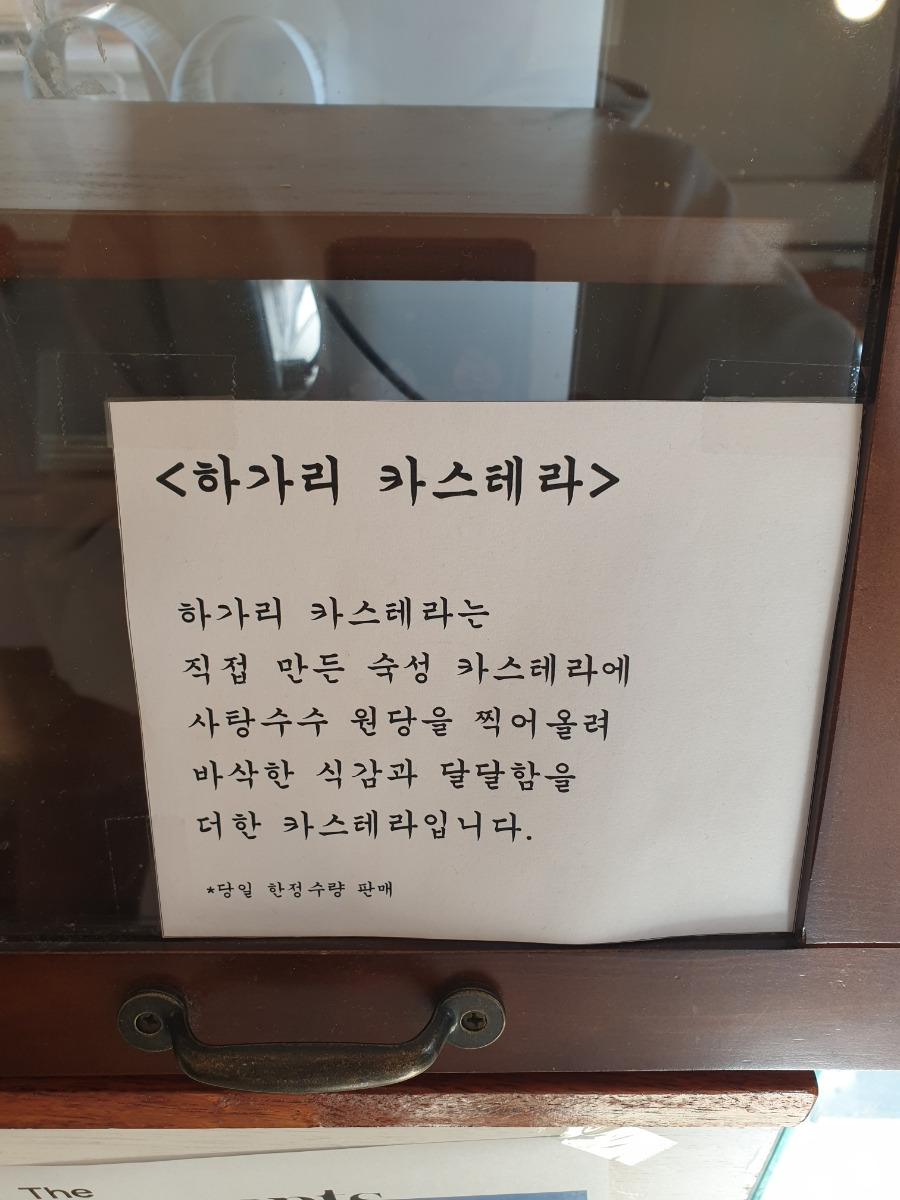 <하가리 카스테라>
하가리 카스테라는
직접 만든 숙성 카스테라에
사탕수수 원당을 찍어올려
바삭한 식감과 달달함을
더한 카스테라입니다.
*당일 한정수량 판매
The